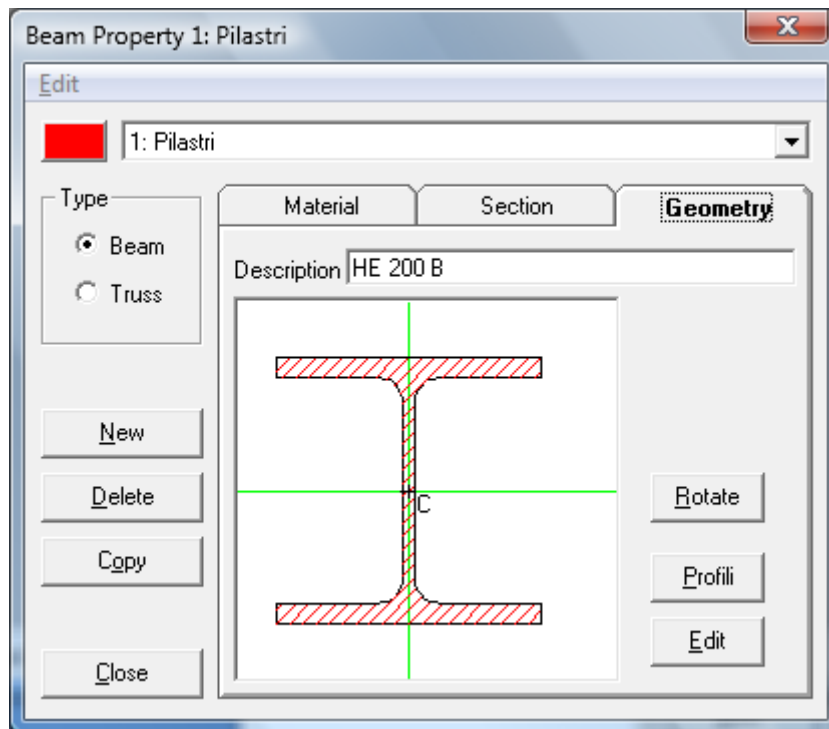 Beam Property 1: Pilastri
Edit
1: Pilastri
Type
Beam
Truss
Material
Section
Geometry
Description HE 200 B
C
New
Delete
Copy
Close
Rotate
Profili
Edit